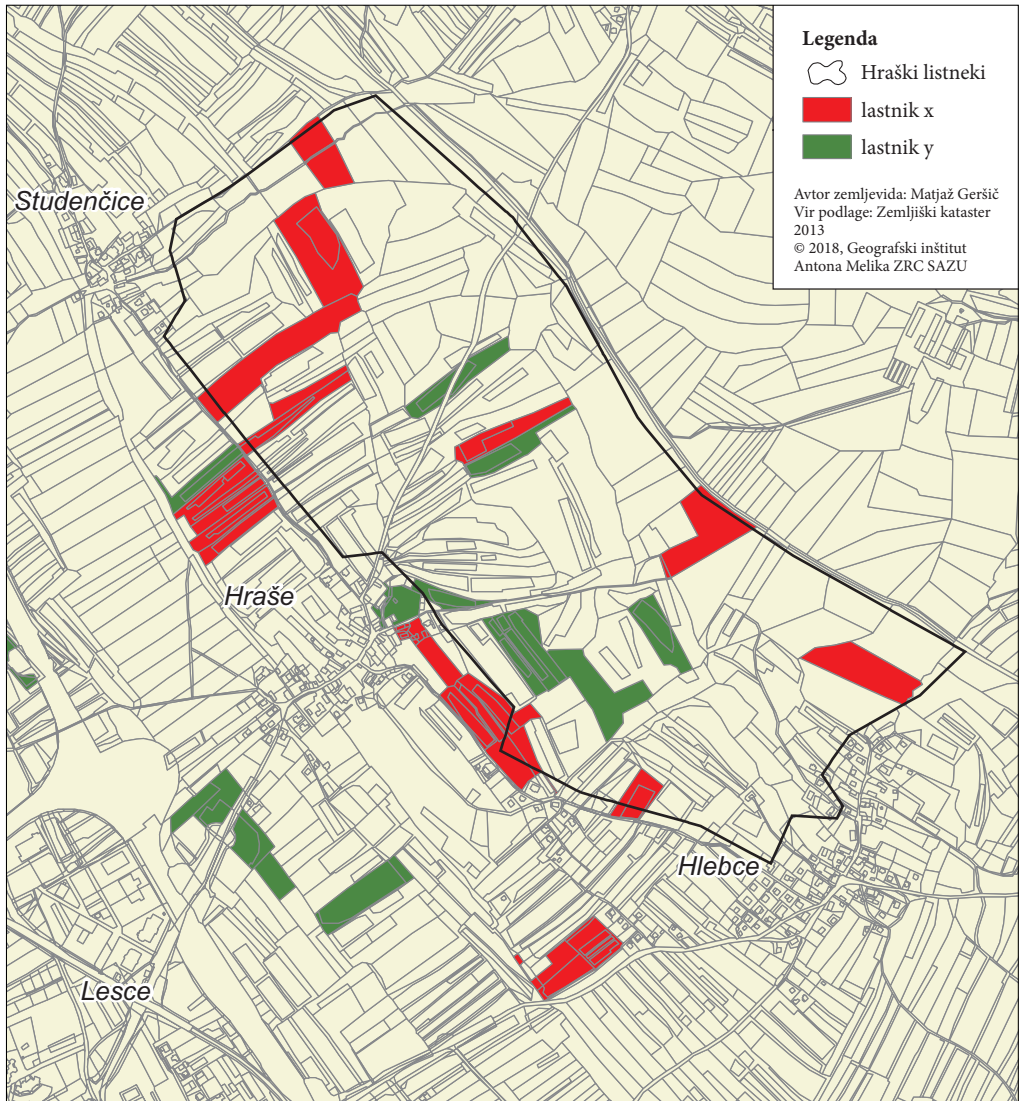 Legenda
Hraški listneki
lastnik x
lastnik y
Avtor zemljevida: Matjaž Geršič
Vir podlage: Zemljiški kataster
2013
© 2018, Geografski inštitut
Antona Melika ZRC SAZU
Studenčice
Hraše
Hlebce
Lesce